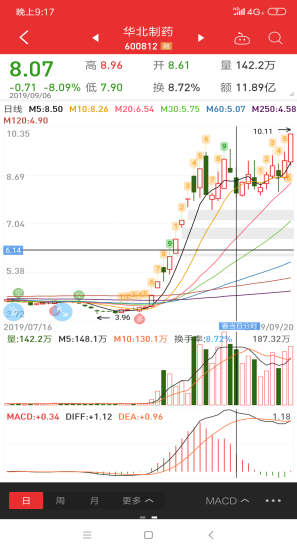 晚上9:17
4G+
7
华北制药
600812 融
8.07 高 8.96 开 8.61 量 142.2万
-0.71 -8.09% 低 7.90 换 8.72% 额 11.89亿
2019/09/06
日线 M5:8.50 M10:8.26 M20:6.54 M30:5.75 M60:5.07 M250:4.58
M120:4.90
10.35
10.11
8.69
7.04
6.14
5.38
3.72
3.96
2019/07/16
看当日分时
9/09/20
量:142.2万 M5:148.1万 M10:130.1万 换手率:8.72% 187.32万
MACD:+0.34 DIFF:+1.12 DEA:+0.96 1.18
日 周 月 更多 MACD